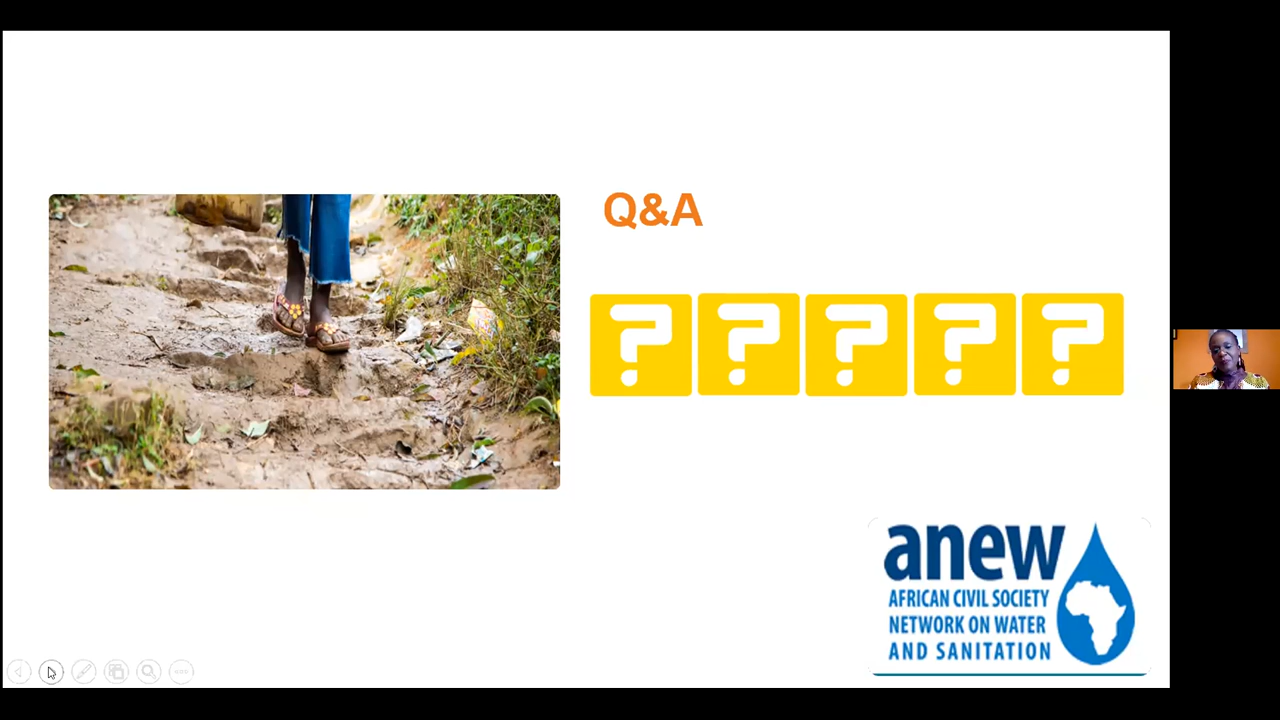 Q&A
? ? ? ? ?
anew
AFRICAN CIVIL SOCIETY
NETWORK ON WATER
AND SANITATION